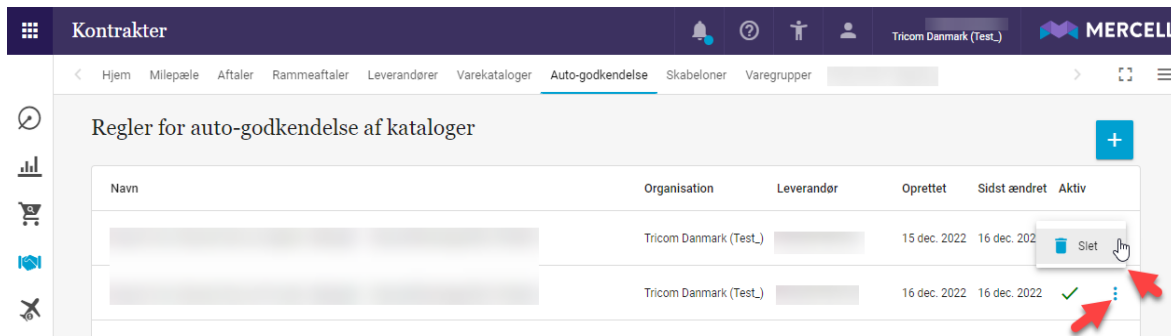 Kontrakter
Tricom Danmark (Test_)
MERCELL
Hjem Milepæle Aftaler Rammeaftaler Leverandører Varekataloger Auto-godkendelse Skabeloner Varegrupper
Regler for auto-godkendelse af kataloger
+
Navn Organisation Leverandør Oprettet Sidst ændret Aktiv
Tricom Danmark (Test_) 15 dec. 2022 16 dec. 202
Slet
Tricom Danmark (Test_) 16 dec. 2022 16 dec. 2022